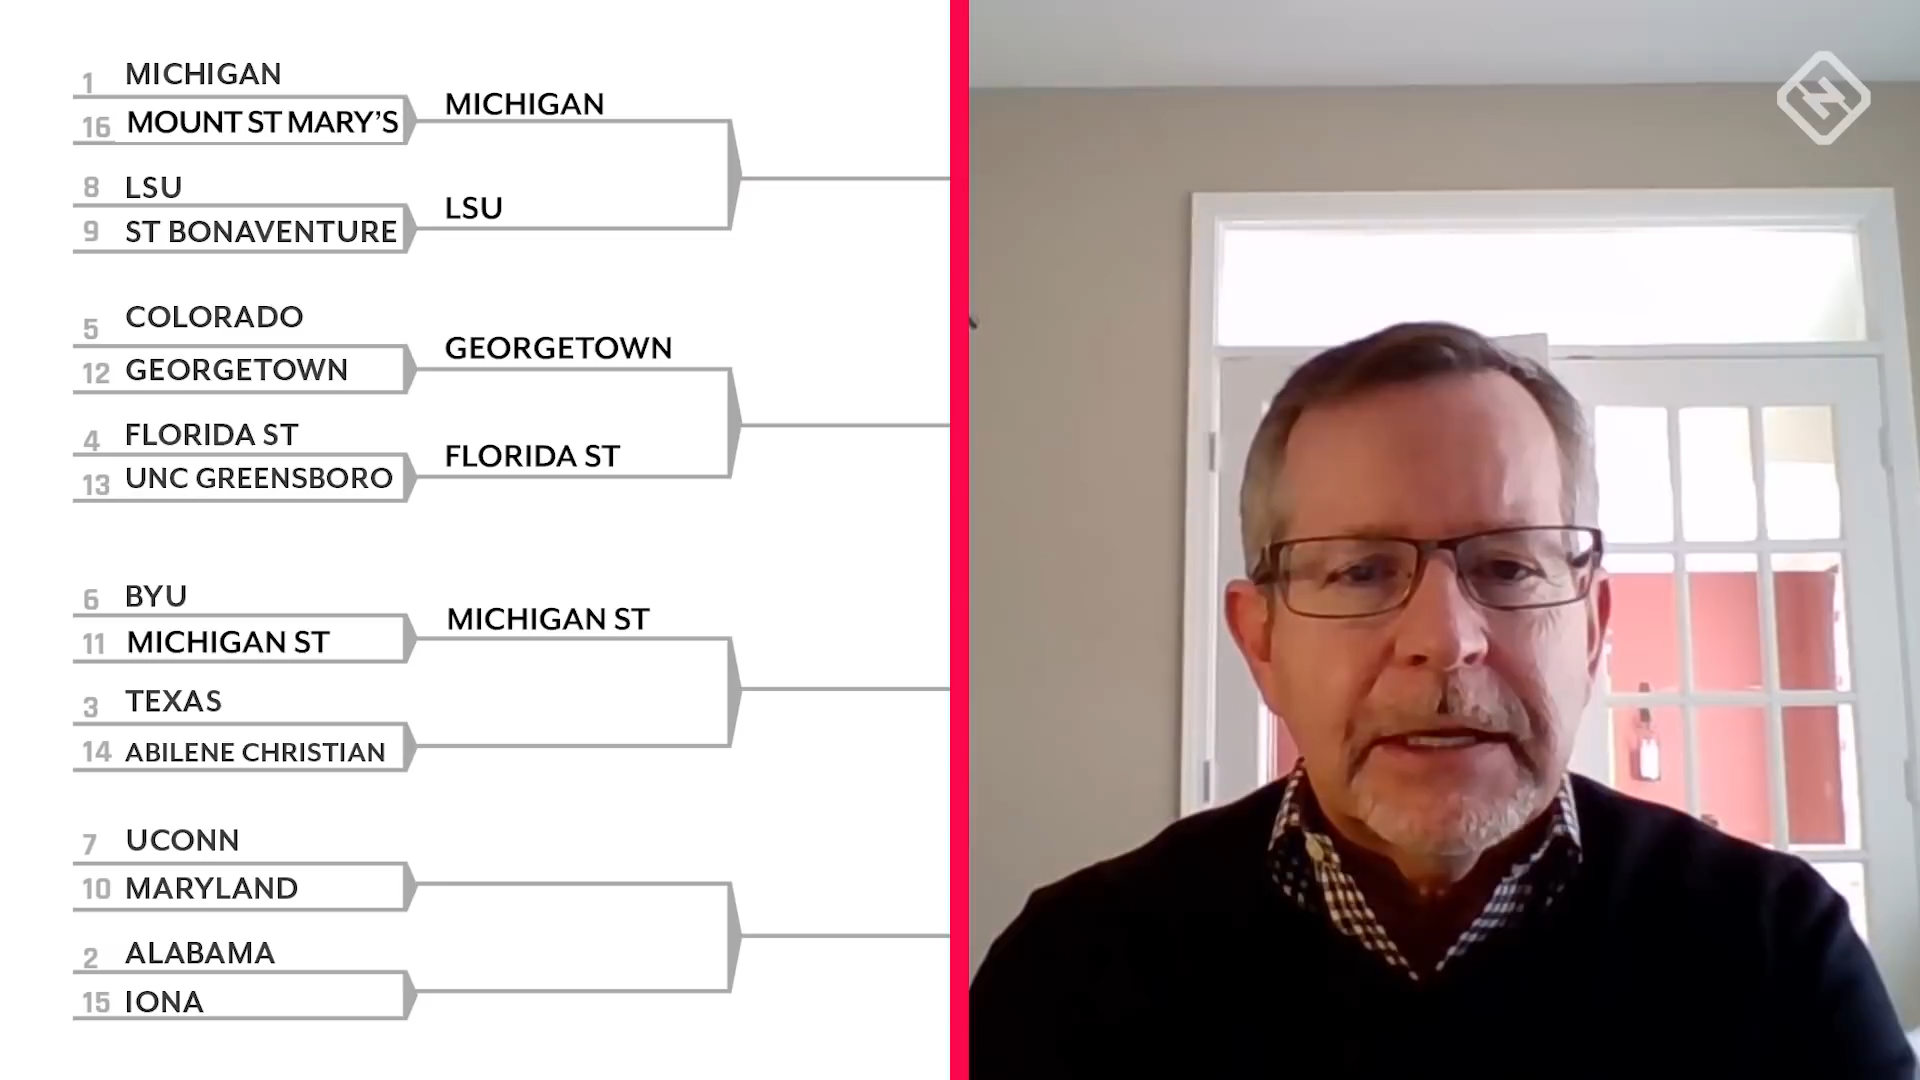 1 MICHIGAN
16 MOUNT ST MARY'S
MICHIGAN
8 LSU
9 ST BONAVENTURE
LSU
5 COLORADO
12 GEORGETOWN
GEORGETOWN
4 FLORIDA ST
13 UNC GREENSBORO
FLORIDA ST
6 BYU
11 MICHIGAN ST
MICHIGAN ST
3 TEXAS
14 ABILENE CHRISTIAN
7 UCONN
10 MARYLAND
2 ALABAMA
15 IONA